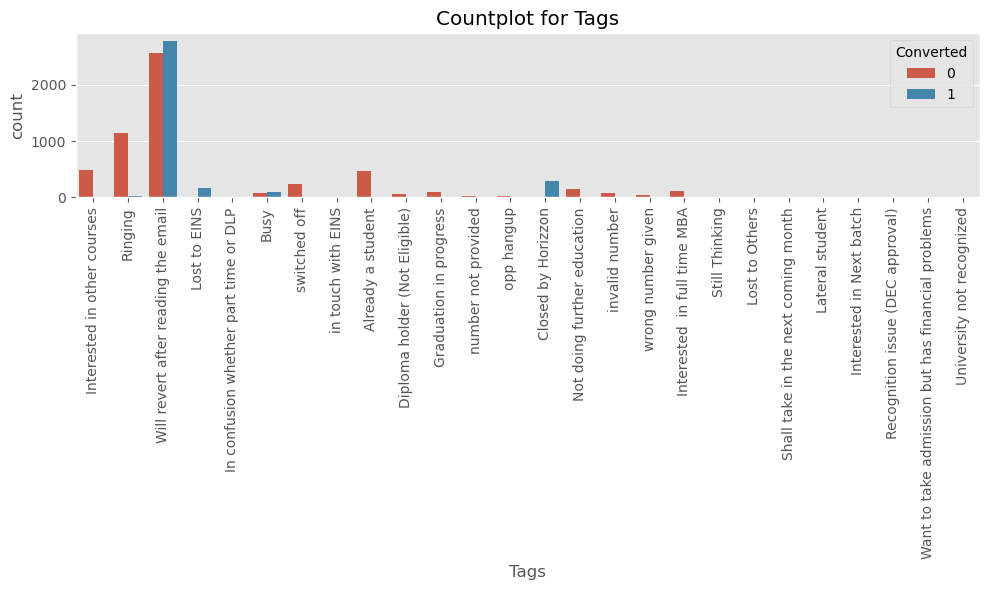 Countplot for Tags
Converted
0
1
count
2000
1000
0
Interested in other courses
Ringing
Will revert after reading the email
Lost to EINS
In confusion whether part time or DLP
Busy
switched off
in touch with EINS
Already a student
Diploma holder (Not Eligible)
Graduation in progress
number not provided
opp hangup
Closed by Horizzon
Not doing further education
invalid number
wrong number given
Interested  in full time MBA
Still Thinking
Lost to Others
Shall take in the next coming month
Lateral student
Interested in Next batch
Recognition issue (DEC approval)
Want to take admission but has financial problems
University not recognized
Tags